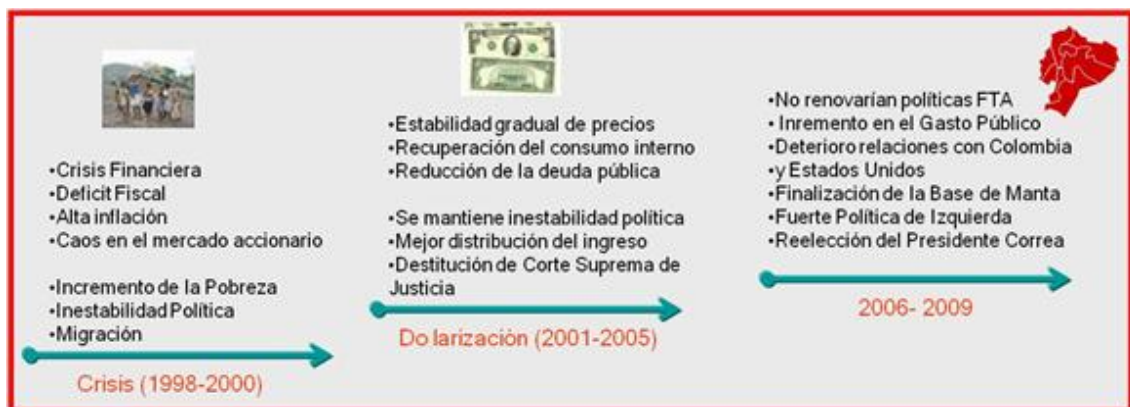 •Crisis Financiera
•Deficit Fiscal
•Alta inflación
•Caos en el mercado accionario
•Incremento de la Pobreza
•Inestabilidad Política
•Migración
Crisis (1998-2000)
•Estabilidad gradual de precios
•Recuperación del consumo interno
•Reducción de la deuda pública
•Se mantiene inestabilidad política
•Mejor distribución del ingreso
•Destitución de Corte Suprema de
Justicia
Do larización (2001-2005)
•No renovarían políticas FTA
• Inremento en el Gasto Público
•Deterioro relaciones con Colombia
•y Estados Unidos
•Finalización de la Base de Manta
•Fuerte Política de Izquierda
•Reelección del Presidente Correa
2006- 2009